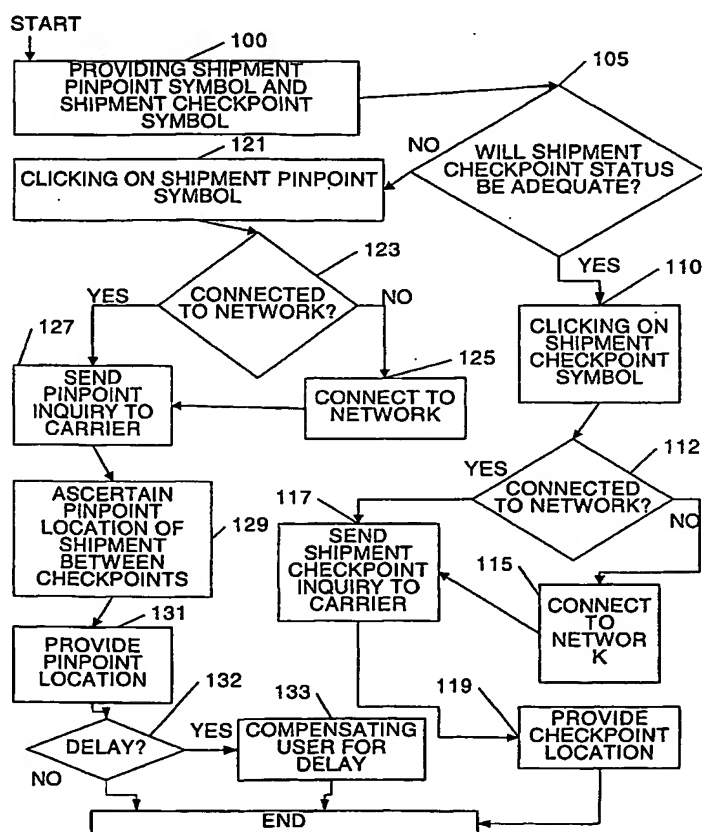 START
100
PROVIDING SHIPMENT
PINPOINT SYMBOL AND
SHIPMENT CHECKPOINT
SYMBOL
105
WILL SHIPMENT
CHECKPOINT STATUS
BE ADEQUATE?
NO
121
CLICKING ON SHIPMENT PINPOINT
SYMBOL
YES
110
CLICKING ON
SHIPMENT
CHECKPOINT
SYMBOL
123
CONNECTED
TO NETWORK?
YES
NO
127
SEND
PINPOINT
INQUIRY TO
CARRIER
125
CONNECT TO
NETWORK
112
CONNECTED
TO NETWORK?
YES
NO
129
ASCERTAIN
PINPOINT
LOCATION OF
SHIPMENT
BETWEEN
CHECKPOINTS
117
SEND
SHIPMENT
CHECKPOINT
INQUIRY TO
CARRIER
115
CONNECT
TO
NETWOR
K
131
PROVIDE
PINPOINT
LOCATION
132
DELAY?
YES
NO
133
COMPENSATING
USER FOR
DELAY
119
PROVIDE
CHECKPOINT
LOCATION
END